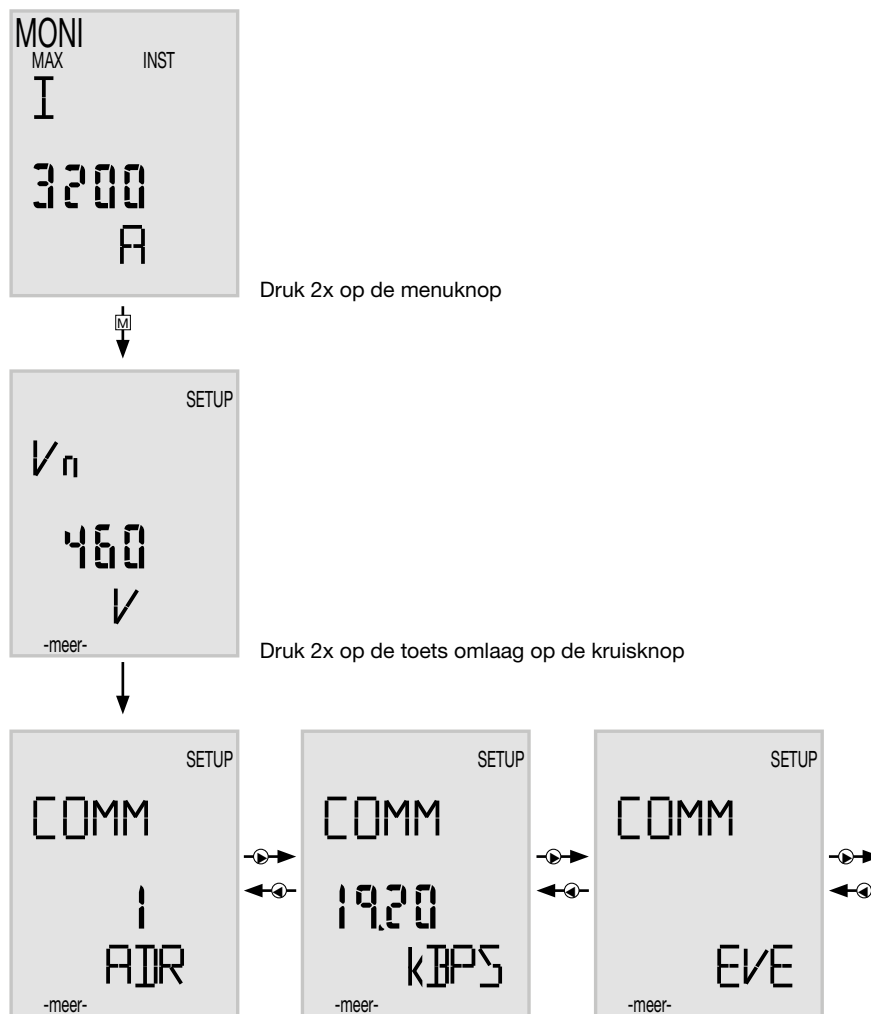 MONI
MAX INST
I
3200
A
Druk 2x op de menuknop
M
SETUP
Vn
460
V
-meer-
Druk 2x op de toets omlaag op de kruisknop
SETUP
COMM
1
ADR
-meer-
SETUP
COMM
19.20
kBPS
-meer-
SETUP
COMM
EVE
-meer-